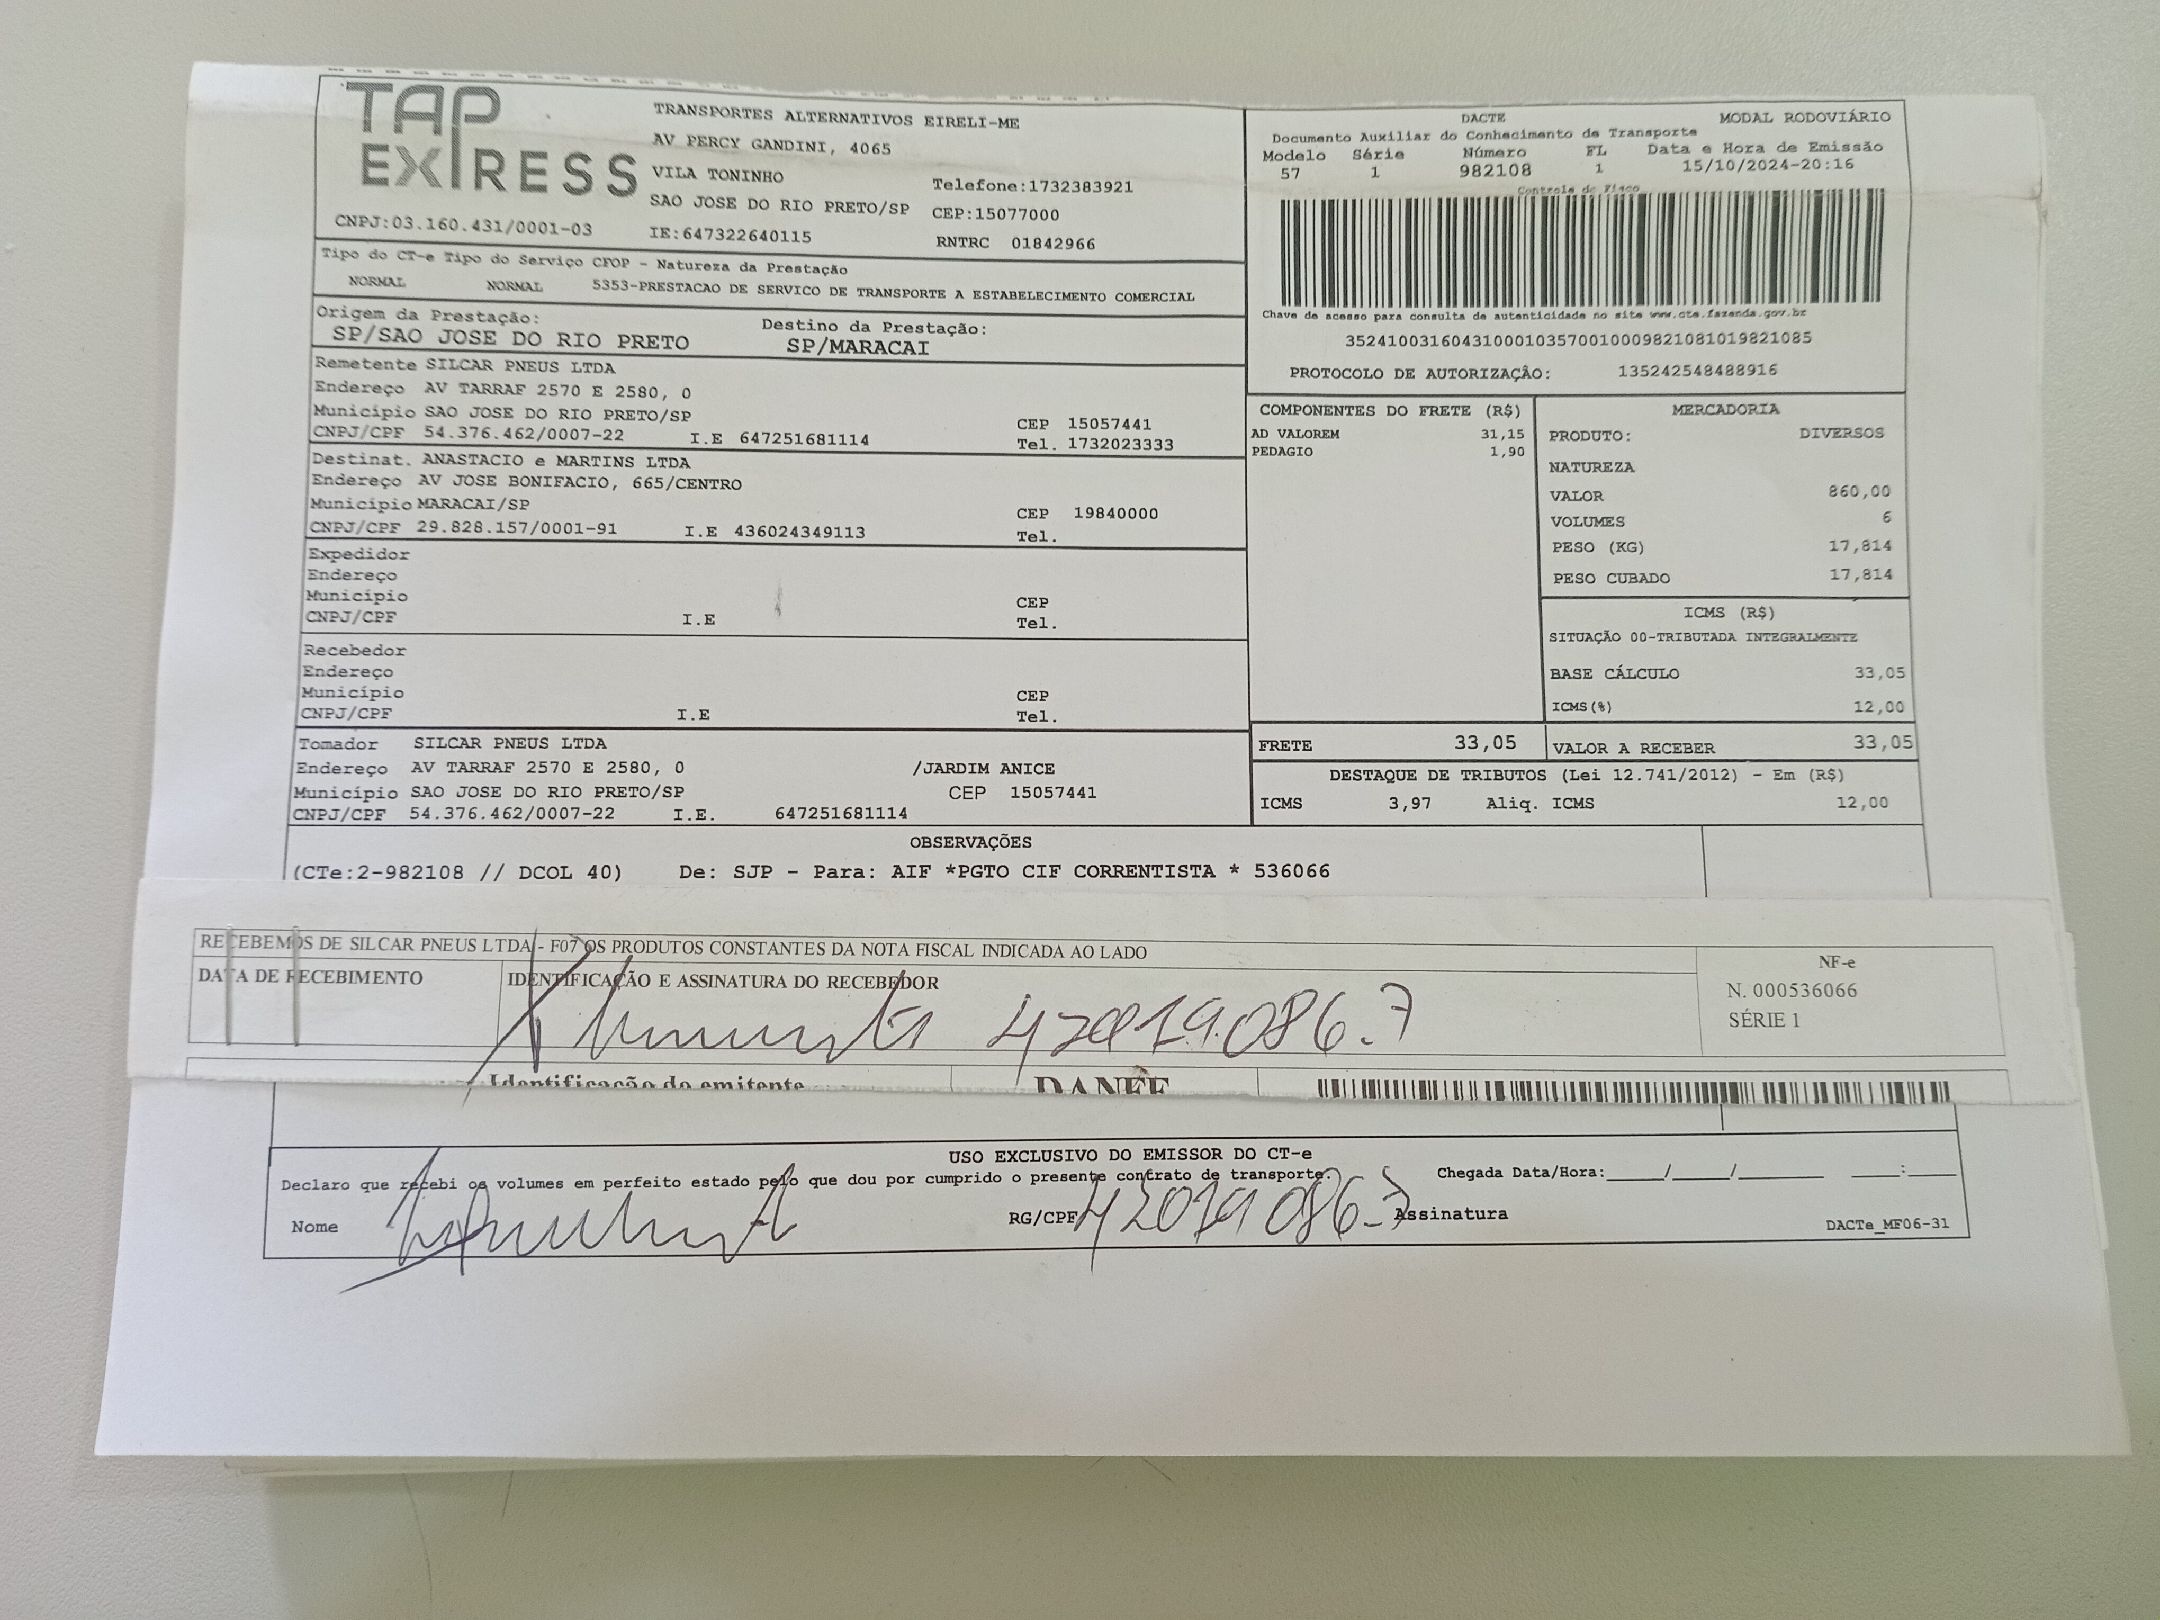 TAP
EXPRESS
TRANSPORTES ALTERNATIVOS EIRELI-ME
AV PERCY GANDINI, 4065
VILA TONINHO
Telefone:1732383921
SAO JOSE DO RIO PRETO/SP CEP:15077000
CNPJ:03.160.431/0001-03 IE:647322640115 RNTRC 01842966
DACTE MODAL RODOVIÁRIO
Documento Auxiliar do Conhecimento de Transporte
Modelo Série Número FL Data e Hora de Emissão
57 1 982108 1 15/10/2024-20:16
Controle do Fisco
Chave de acesso para consulta de autenticidade no site www.cte.fazenda.gov.br
35241003160431000103570010009821081019821085
PROTOCOLO DE AUTORIZAÇÂO: 135242548488916
Tipo do CT-e Tipo do Serviço CFOP - Natureza da Prestação
NORMAL NORMAL 5353-PRESTACAO DE SERVICO DE TRANSPORTE A ESTABELECIMENTO COMERCIAL
Origem da Prestação: Destino da Prestação:
SP/SAO JOSE DO RIO PRETO SP/MARACAI
Remetente SILCAR PNEUS LTDA
Endereço AV TARRAF 2570 E 2580, 0
Município SAO JOSE DO RIO PRETO/SP CEP 15057441
CNPJ/CPF 54.376.462/0007-22 I.E 647251681114 Tel. 1732023333
Destinat. ANASTACIO e MARTINS LTDA
Endereço AV JOSE BONIFACIO, 665/CENTRO
Município MARACAI/SP CEP 19840000
CNPJ/CPF 29.828.157/0001-91 I.E 436024349113 Tel.
Expedidor
Endereço
Município CEP
CNPJ/CPF I.E Tel.
Recebedor
Endereço
Município CEP
CNPJ/CPF I.E Tel.
Tomador SILCAR PNEUS LTDA
Endereço AV TARRAF 2570 E 2580, 0 /JARDIM ANICE
Município SAO JOSE DO RIO PRETO/SP CEP 15057441
CNPJ/CPF 54.376.462/0007-22 I.E. 647251681114
COMPONENTES DO FRETE (R$)
AD VALOREM 31,15
PEDAGIO 1,90
MERCADORIA
PRODUTO: DIVERSOS
NATUREZA
VALOR 860,00
VOLUMES 6
PESO (KG) 17,814
PESO CUBADO 17,814
ICMS (R$)
SITUAÇÃO 00-TRIBUTADA INTEGRALMENTE
BASE CÁLCULO 33,05
ICMS(%) 12,00
FRETE 33,05 VALOR A RECEBER 33,05
DESTAQUE DE TRIBUTOS (Lei 12.741/2012) - Em (R$)
ICMS 3,97 Aliq. ICMS 12,00
OBSERVAÇÕES
(CTe:2-982108 // DCOL 40) De: SJP - Para: AIF *PGTO CIF CORRENTISTA * 536066
RECEBEMOS DE SILCAR PNEUS LTDA - F07 OS PRODUTOS CONSTANTES DA NOTA FISCAL INDICADA AO LADO
DATA DE RECEBIMENTO IDENTIFICAÇÃO E ASSINATURA DO RECEBEDOR
NF-e
N. 000536066
SÉRIE 1
42019.086.7
Identificação do emitente DANFE
USO EXCLUSIVO DO EMISSOR DO CT-e
Declaro que recebi os volumes em perfeito estado pelo que dou por cumprido o presente contrato de transporte. Chegada Data/Hora:____/____/______ ___:____
Nome RG/CPF 42019086-7 Assinatura
DACTe_MF06-31